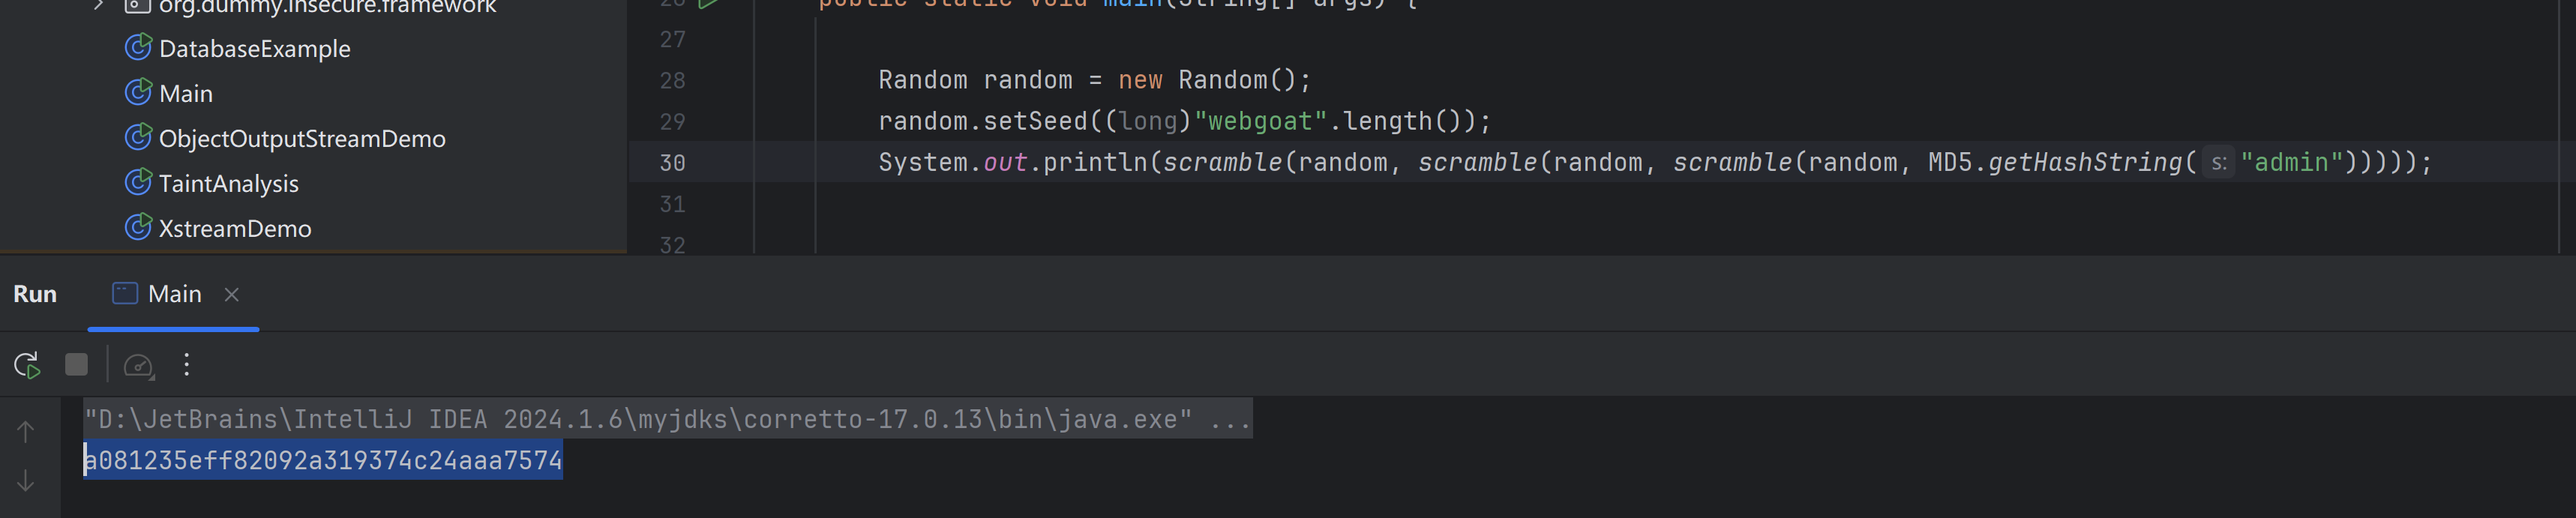 org.dummy.insecure.framework
DatabaseExample
Main
ObjectOutputStreamDemo
TaintAnalysis
XstreamDemo
26 public static void main(String[] args) {
27
28 Random random = new Random();
29 random.setSeed((long)"webgoat".length());
30 System.out.println(scramble(random, scramble(random, scramble(random, MD5.getHashString( s: "admin")))));
31
32
Run Main
"D:\JetBrains\IntelliJ IDEA 2024.1.6\myjdks\corretto-17.0.13\bin\java.exe" ...
a081235eff82092a319374c24aaa7574